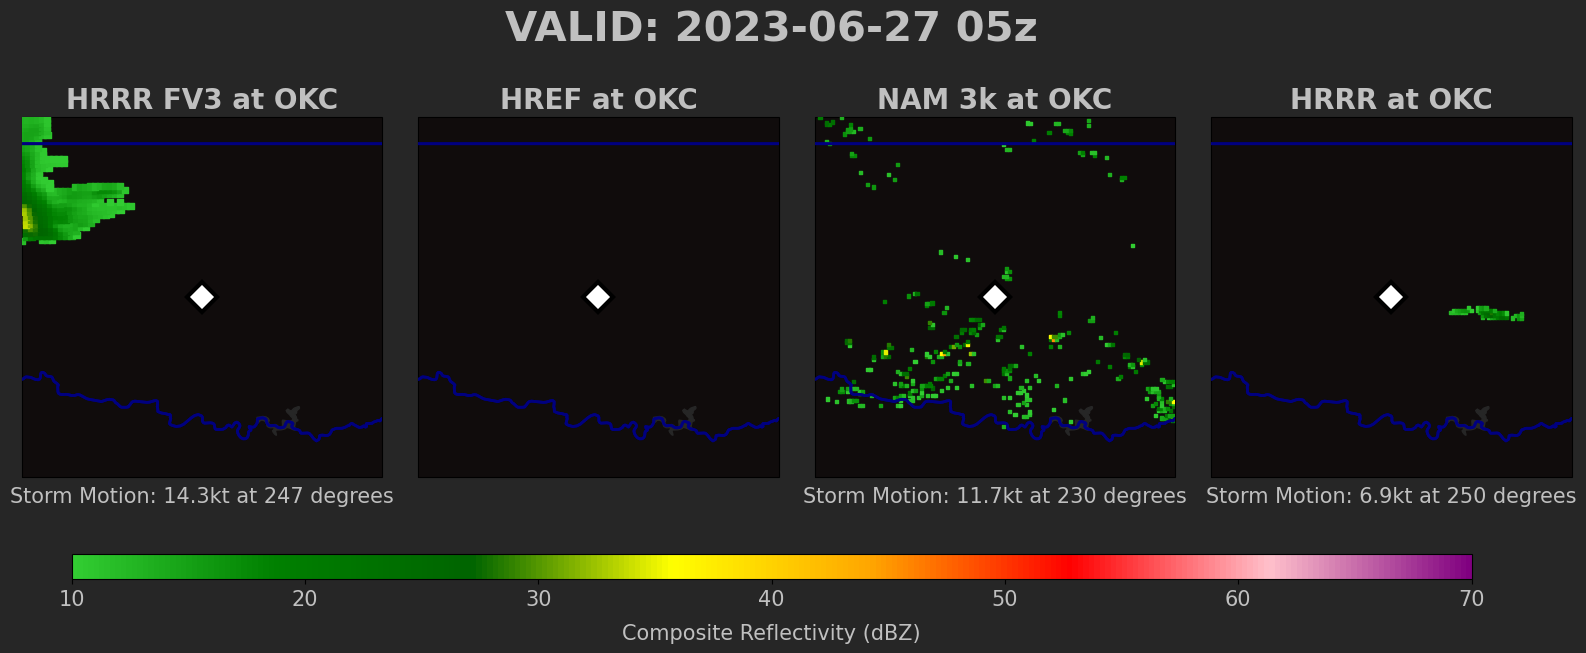 VALID: 2023-06-27 05z
HRRR FV3 at OKC
HREF at OKC
NAM 3k at OKC
HRRR at OKC
Storm Motion: 14.3kt at 247 degrees
Storm Motion: 11.7kt at 230 degrees
Storm Motion: 6.9kt at 250 degrees
10 20 30 40 50 60 70
Composite Reflectivity (dBZ)